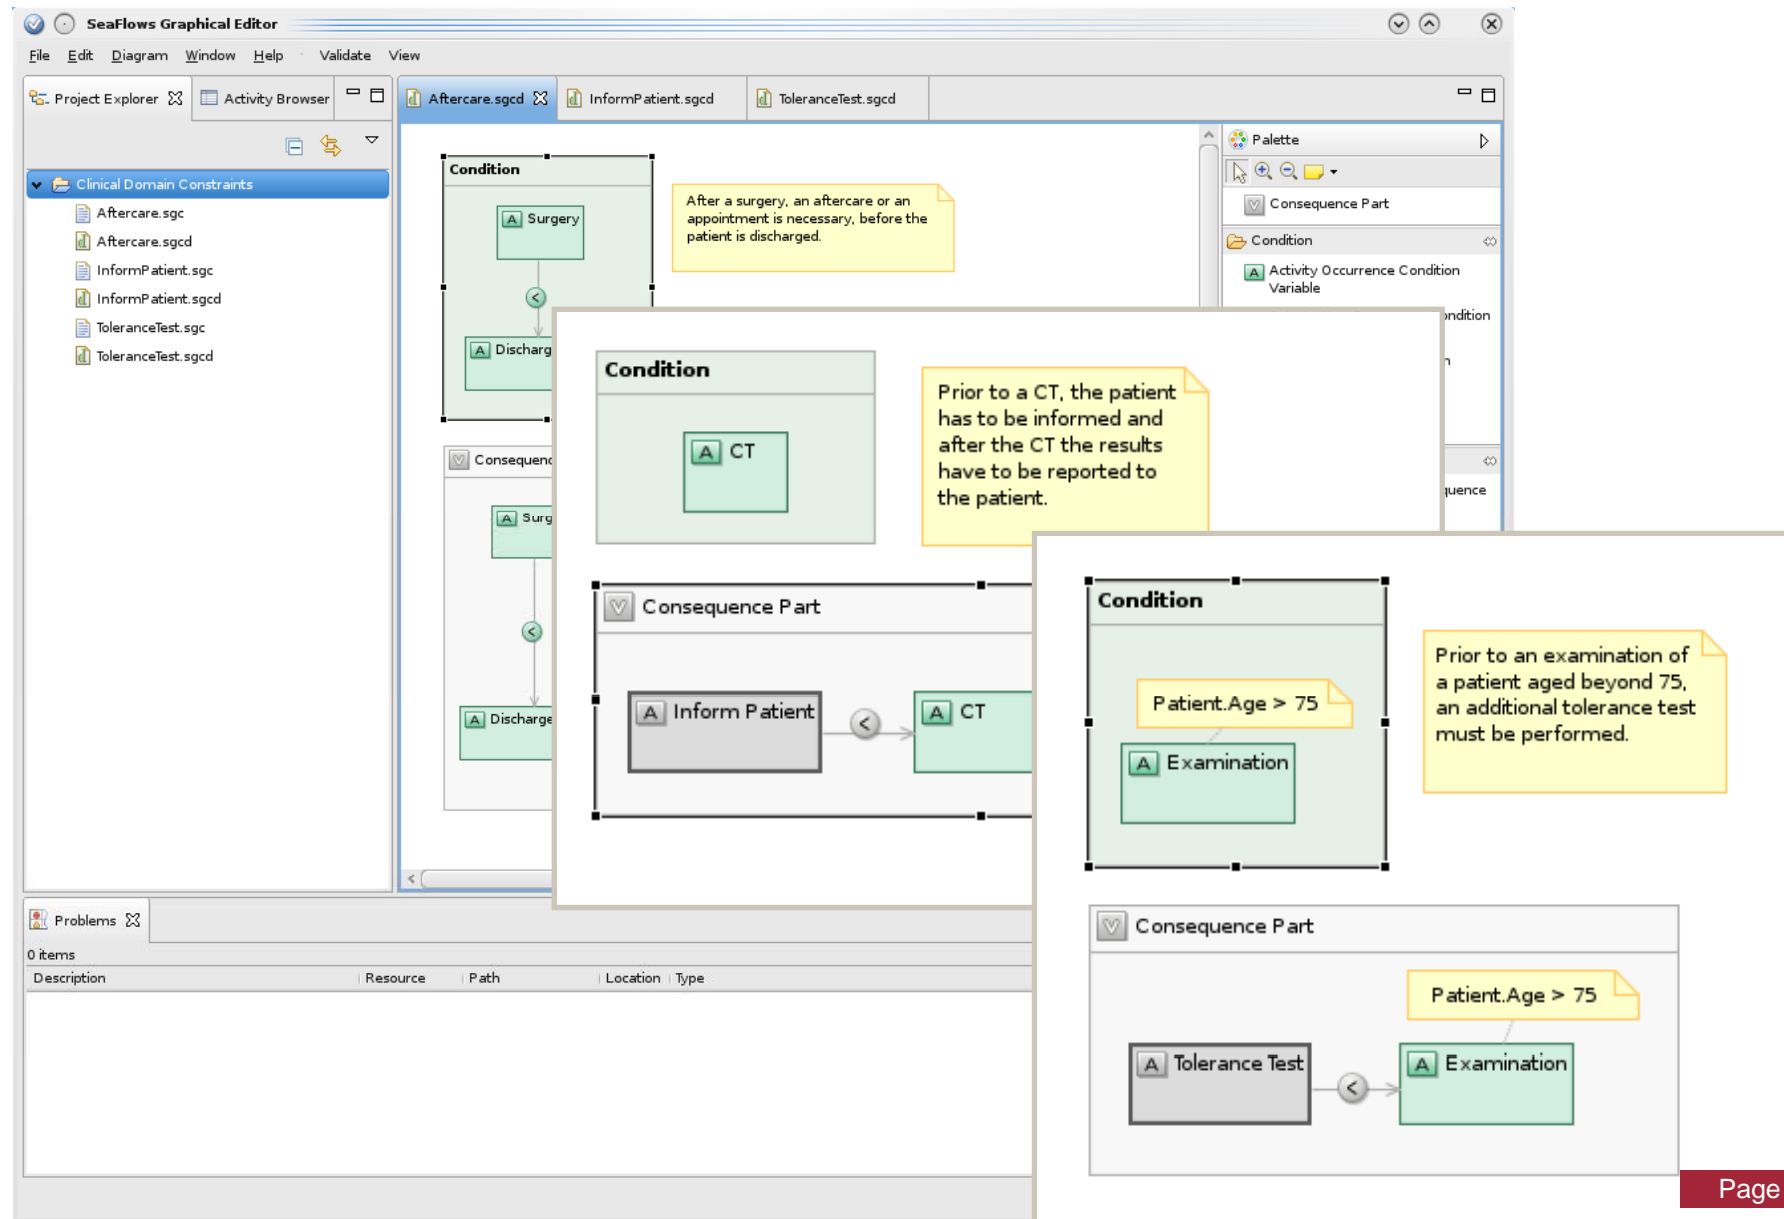 SeaFlows Graphical Editor
File Edit Diagram Window Help Validate View
Project Explorer
Activity Browser
Aftercare.sgcd
InformPatient.sgcd
ToleranceTest.sgcd
Clinical Domain Constraints
Aftercare.sgc
Aftercare.sgcd
InformPatient.sgc
InformPatient.sgcd
ToleranceTest.sgc
ToleranceTest.sgcd
Condition
A Surgery
<
A Discharg
After a surgery, an aftercare or an
appointment is necessary, before the
patient is discharged.
Consequenc
A Surg
<
A Discharge
Palette
Consequence Part
Condition
A Activity Occurrence Condition
Variable
ondition
n
quence
Condition
A CT
Prior to a CT, the patient
has to be informed and
after the CT the results
have to be reported to
the patient.
Consequence Part
A Inform Patient
<
A CT
Condition
Patient.Age > 75
A Examination
Prior to an examination of
a patient aged beyond 75,
an additional tolerance test
must be performed.
Consequence Part
Patient.Age > 75
A Tolerance Test
<
A Examination
Problems
0 items
Description Resource Path Location Type
Page